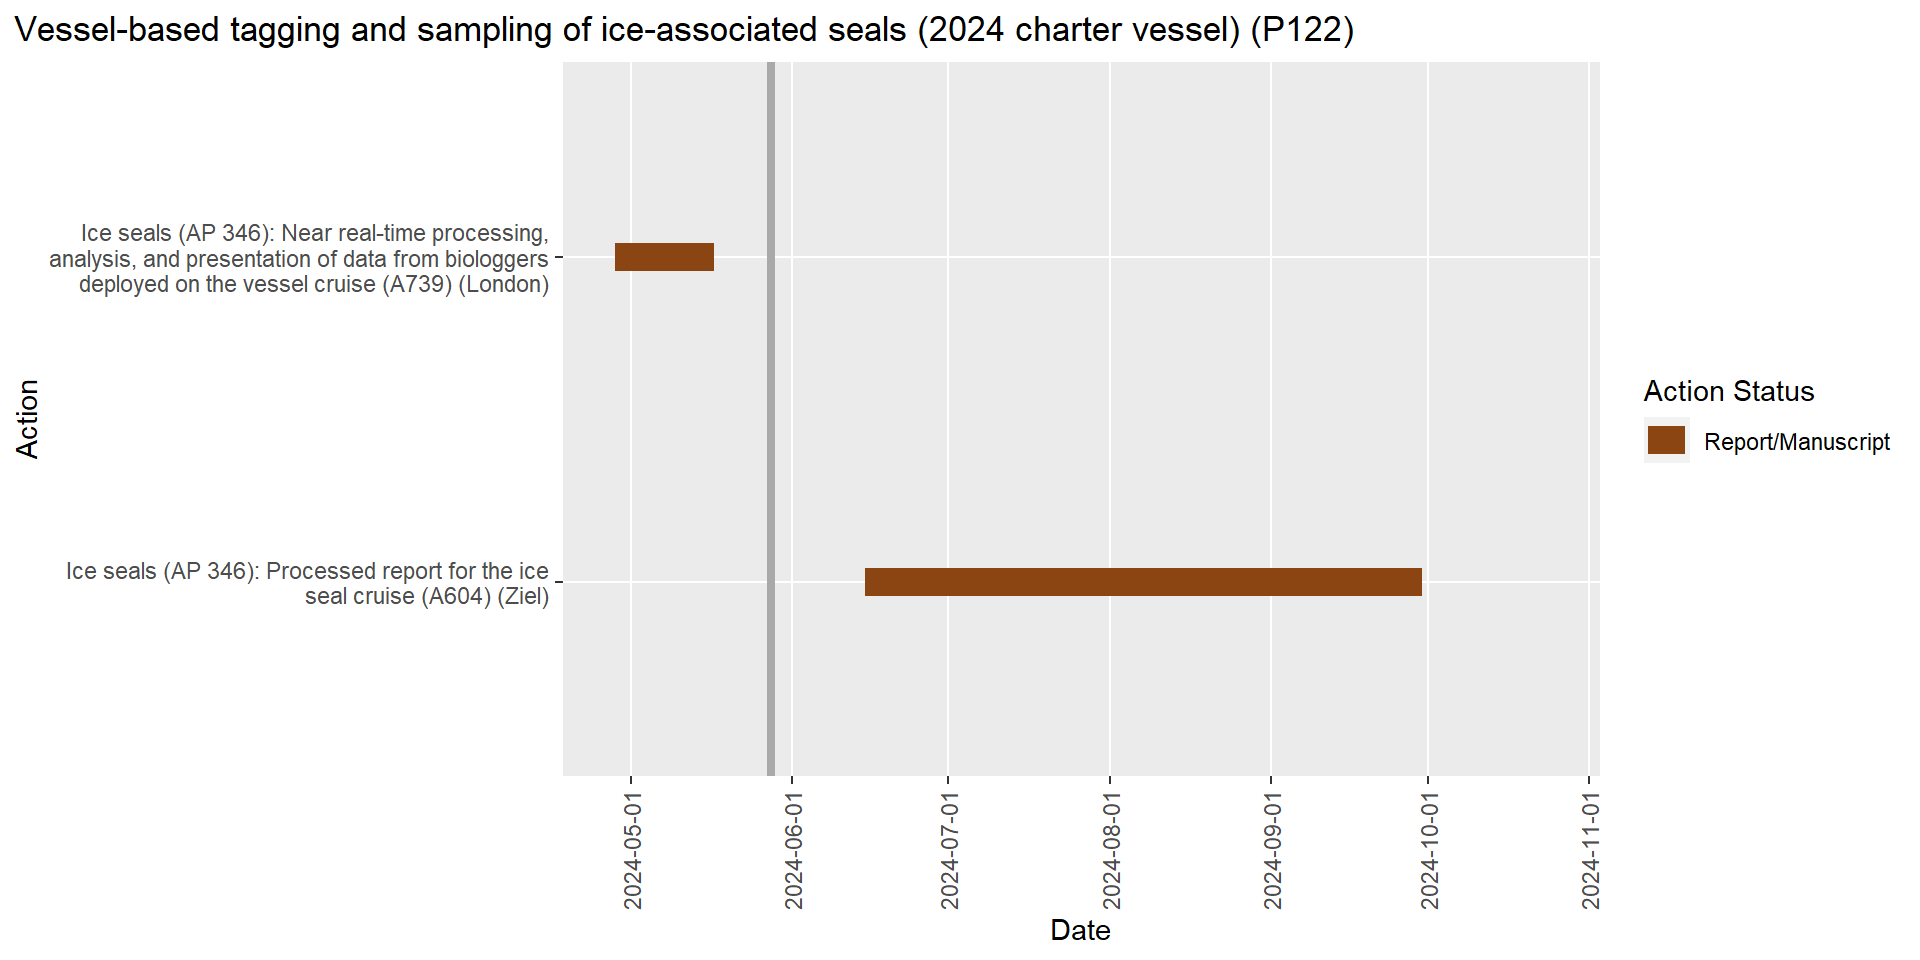 Vessel-based tagging and sampling of ice-associated seals (2024 charter vessel) (P122)
Action
Ice seals (AP 346): Near real-time processing,
analysis, and presentation of data from biologgers
deployed on the vessel cruise (A739) (London)
Ice seals (AP 346): Processed report for the ice
seal cruise (A604) (Ziel)
2024-05-01
2024-06-01
2024-07-01
2024-08-01
2024-09-01
2024-10-01
2024-11-01
Date
Action Status
Report/Manuscript